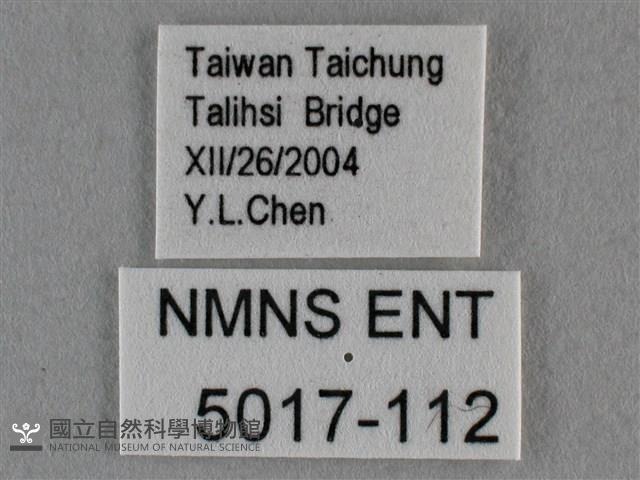 Taiwan Taichung
Talihsi Bridge
XII/26/2004
Y.L.Chen
NMNS ENT
5017-112
國立自然科學博物館
NATIONAL MUSEUM OF NATURAL SCIENCE